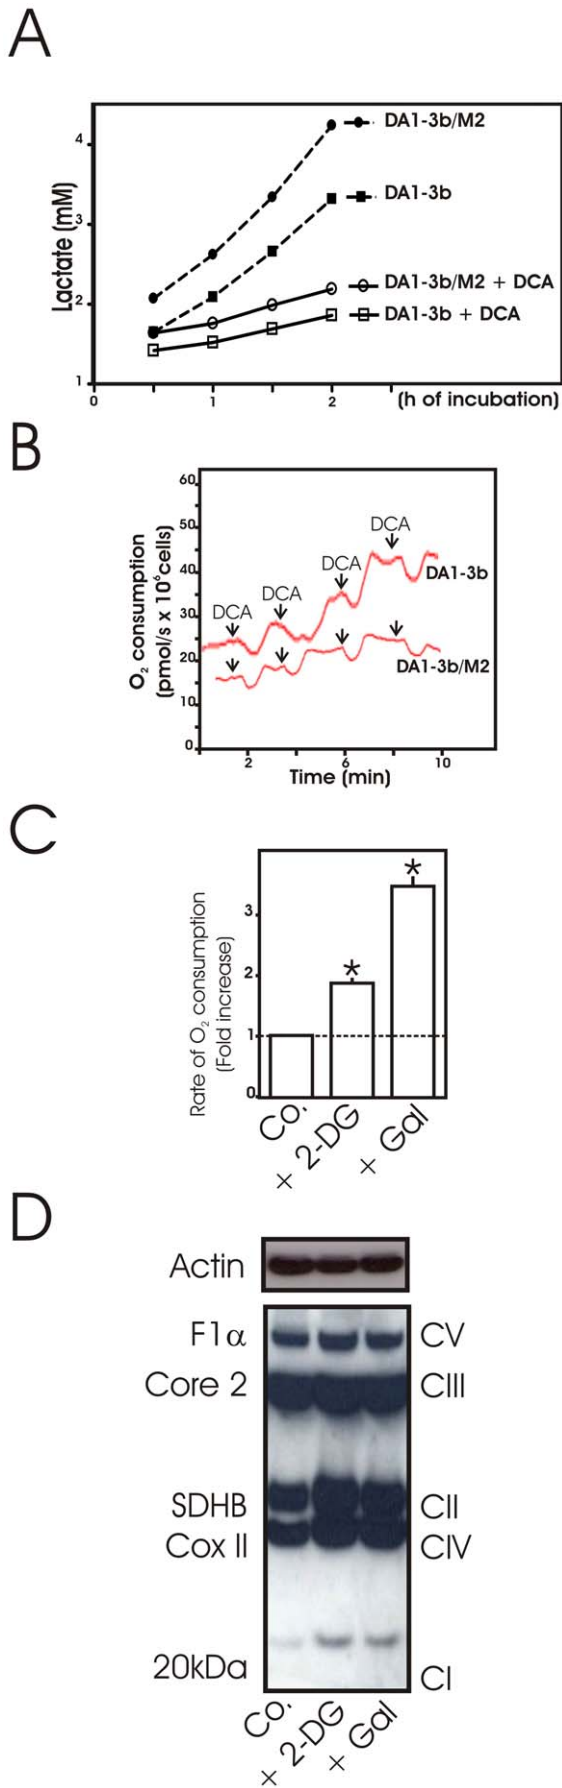 A
Lactate (mM)
4
3
2
1
0
1
2
(h of incubation)
DA1-3b/M2
DA1-3b
DA1-3b/M2 + DCA
DA1-3b + DCA
B
O₂ consumption
(pmol/s x 10⁶cells)
60
50
40
30
20
10
0
DCA
DCA
DCA
DCA
DA1-3b
DA1-3b/M2
2
6
10
Time (min)
C
Rate of O₂ consumption
(Fold increase)
3
2
1
0
*
*
Co.
+ 2-DG
+ Gal
D
Actin
F1α
CV
Core 2
CIII
SDHB
CII
Cox II
CIV
20kDa
CI
Co.
+ 2-DG
+ Gal